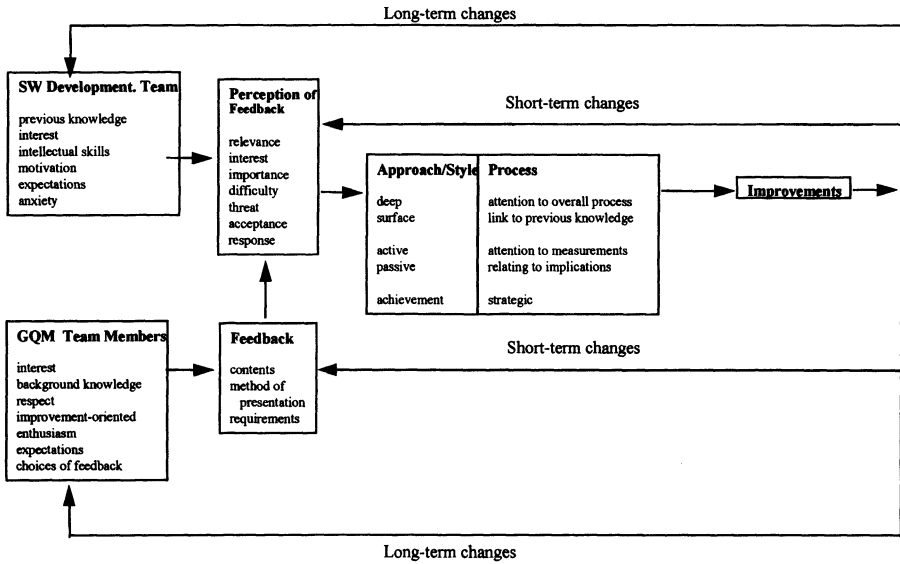 Long-term changes
SW Development. Team
previous knowledge
interest
intellectual skills
motivation
expectations
anxiety
Perception of
Feedback
relevance
interest
importance
difficulty
threat
acceptance
response
Short-term changes
Approach/Style
deep
surface
active
passive
achievement
Process
attention to overall process
link to previous knowledge
attention to measurements
relating to implications
strategic
Improvements
GQM Team Members
interest
background knowledge
respect
improvement-oriented
enthusiasm
expectations
choices of feedback
Feedback
contents
method of
presentation
requirements
Short-term changes
Long-term changes